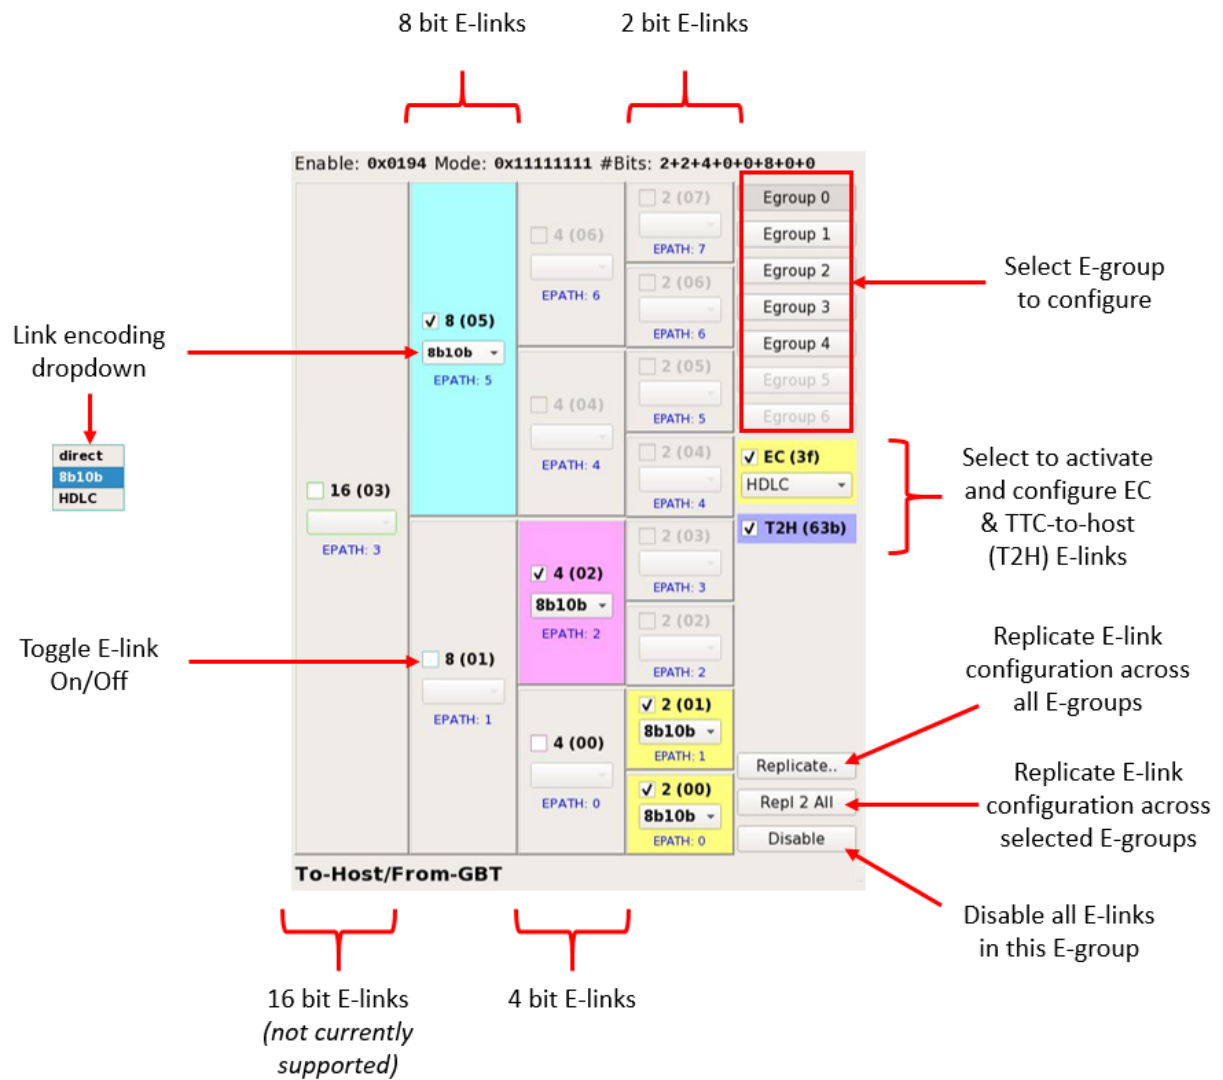 8 bit E-links
2 bit E-links
Enable: 0x0194 Mode: 0x11111111 #Bits: 2+2+4+0+0+8+0+0
16 (03)
EPATH: 3
8 (05)
8b10b
EPATH: 5
8 (01)
EPATH: 1
4 (06)
EPATH: 6
4 (04)
EPATH: 4
4 (02)
8b10b
EPATH: 2
4 (00)
EPATH: 0
2 (07)
EPATH: 7
2 (06)
EPATH: 6
2 (05)
EPATH: 5
2 (04)
EPATH: 4
2 (03)
EPATH: 3
2 (02)
EPATH: 2
2 (01)
8b10b
EPATH: 1
2 (00)
8b10b
EPATH: 0
Egroup 0
Egroup 1
Egroup 2
Egroup 3
Egroup 4
Egroup 5
Egroup 6
EC (3f)
HDLC
T2H (63b)
Replicate..
Repl 2 All
Disable
To-Host/From-GBT
Link encoding
dropdown
direct
8b10b
HDLC
Toggle E-link
On/Off
Select E-group
to configure
Select to activate
and configure EC
& TTC-to-host
(T2H) E-links
Replicate E-link
configuration across
all E-groups
Replicate E-link
configuration across
selected E-groups
Disable all E-links
in this E-group
16 bit E-links
(not currently
supported)
4 bit E-links